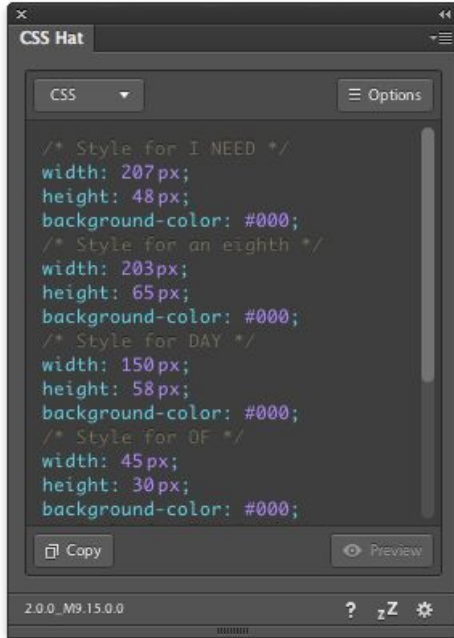 CSS Hat
CSS
Options
/* Style for I NEED */
width: 207px;
height: 48px;
background-color: #000;
/* Style for an eighth */
width: 203px;
height: 65px;
background-color: #000;
/* Style for DAY */
width: 150px;
height: 58px;
background-color: #000;
/* Style for OF */
width: 45px;
height: 30px;
background-color: #000;
Copy
Preview
2.0.0_M9.15.0.0
? zZ